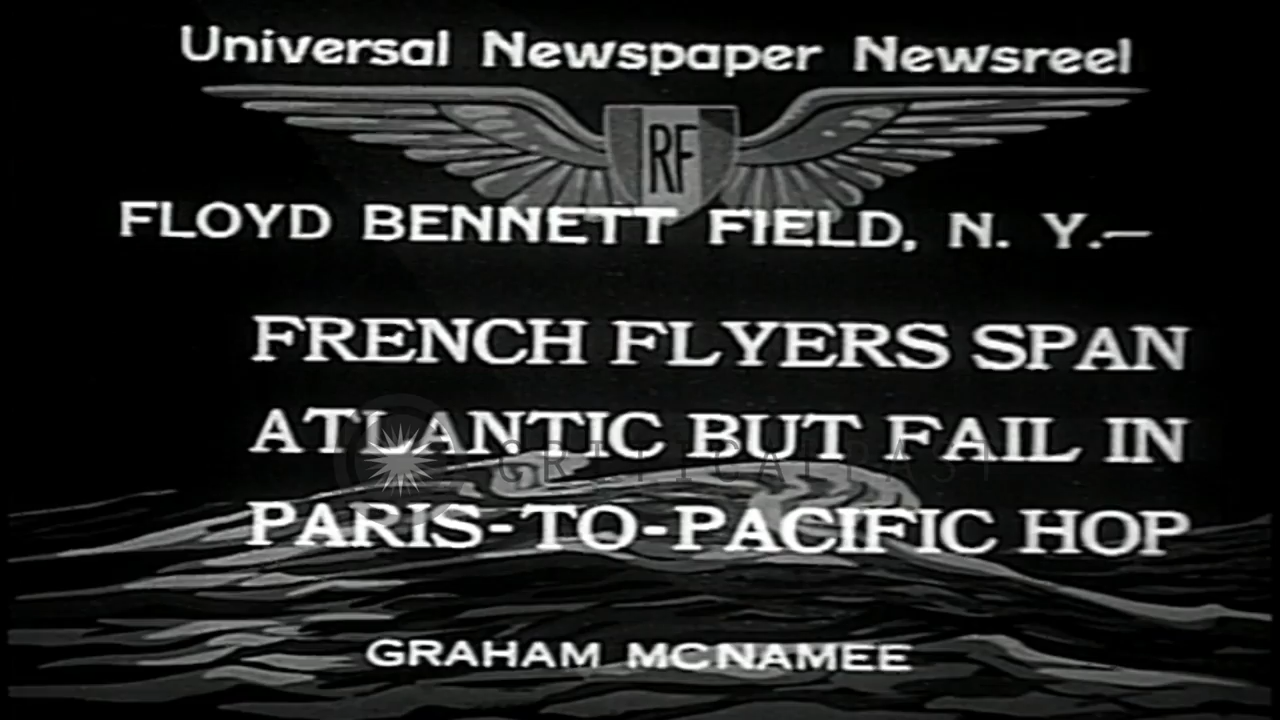 Universal Newspaper Newsreel
RF
FLOYD BENNETT FIELD, N. Y.—
FRENCH FLYERS SPAN
ATLANTIC BUT FAIL IN
CRITICALPAST
PARIS-TO-PACIFIC HOP
GRAHAM MCNAMEE